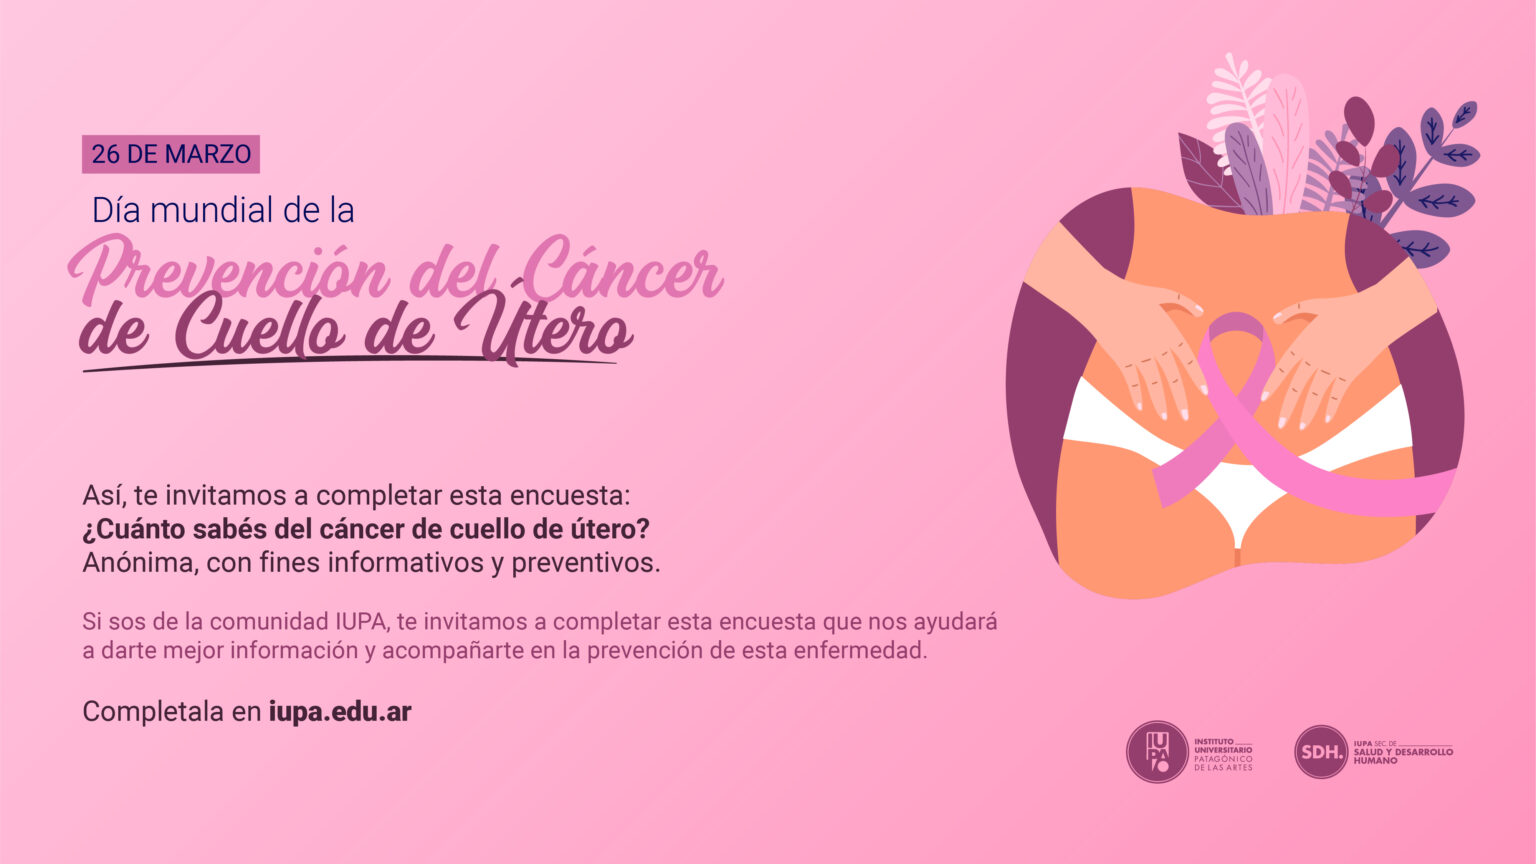 26 DE MARZO
Día mundial de la
Prevención del Cáncer
de Cuello de Útero
Así, te invitamos a completar esta encuesta:
¿Cuánto sabés del cáncer de cuello de útero?
Anónima, con fines informativos y preventivos.
Si sos de la comunidad IUPA, te invitamos a completar esta encuesta que nos ayudará
a darte mejor información y acompañarte en la prevención de esta enfermedad.
Completala en iupa.edu.ar
IU
PA
INSTITUTO
UNIVERSITARIO
PATAGÓNICO
DE LAS ARTES
SDH.
IUPA SEC. DE
SALUD Y DESARROLLO
HUMANO